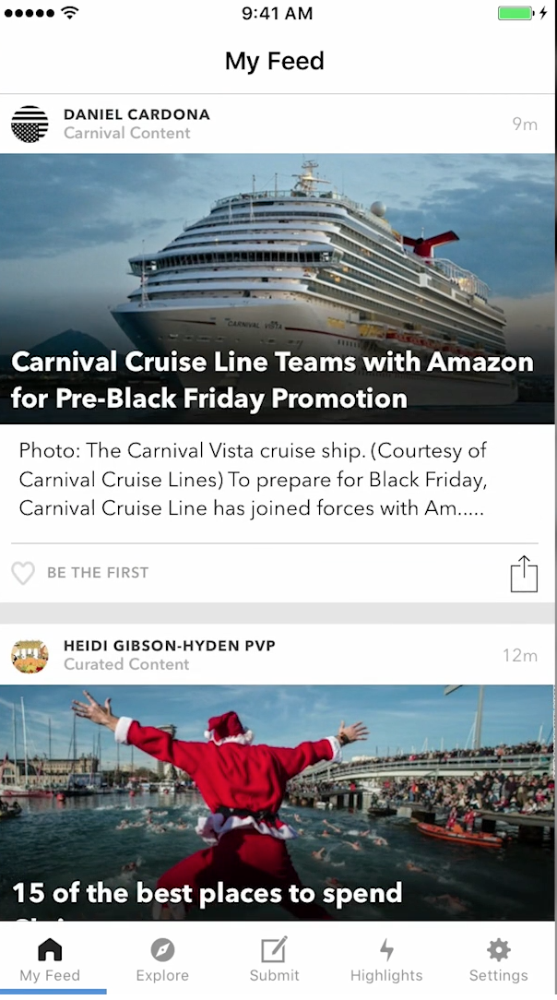 9:41 AM
My Feed
DANIEL CARDONA
Carnival Content
9m
CARNIVAL VISTA
Carnival Cruise Line Teams with Amazon
for Pre-Black Friday Promotion
Photo: The Carnival Vista cruise ship. (Courtesy of
Carnival Cruise Lines) To prepare for Black Friday,
Carnival Cruise Line has joined forces with Am.....
BE THE FIRST
HEIDI GIBSON-HYDEN PVP
Curated Content
12m
15 of the best places to spend
My Feed
Explore
Submit
Highlights
Settings